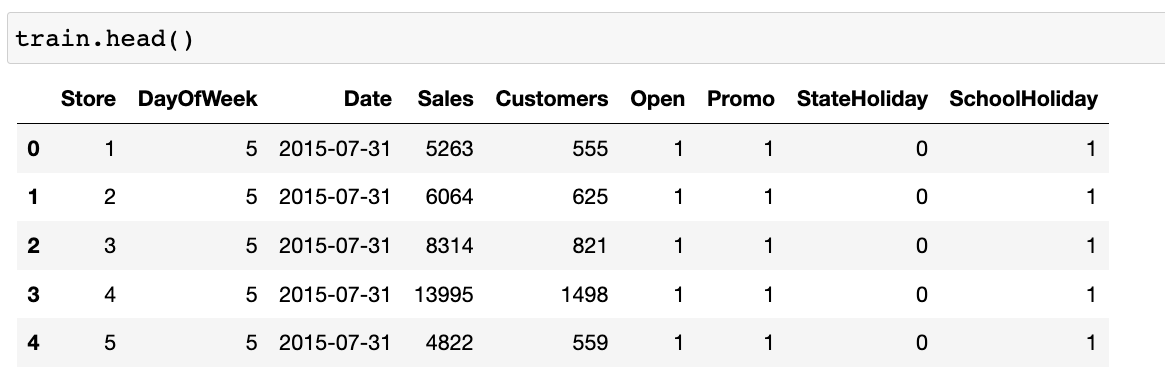 train.head()
Store DayOfWeek Date Sales Customers Open Promo StateHoliday SchoolHoliday
0 1 5 2015-07-31 5263 555 1 1 0 1
1 2 5 2015-07-31 6064 625 1 1 0 1
2 3 5 2015-07-31 8314 821 1 1 0 1
3 4 5 2015-07-31 13995 1498 1 1 0 1
4 5 5 2015-07-31 4822 559 1 1 0 1